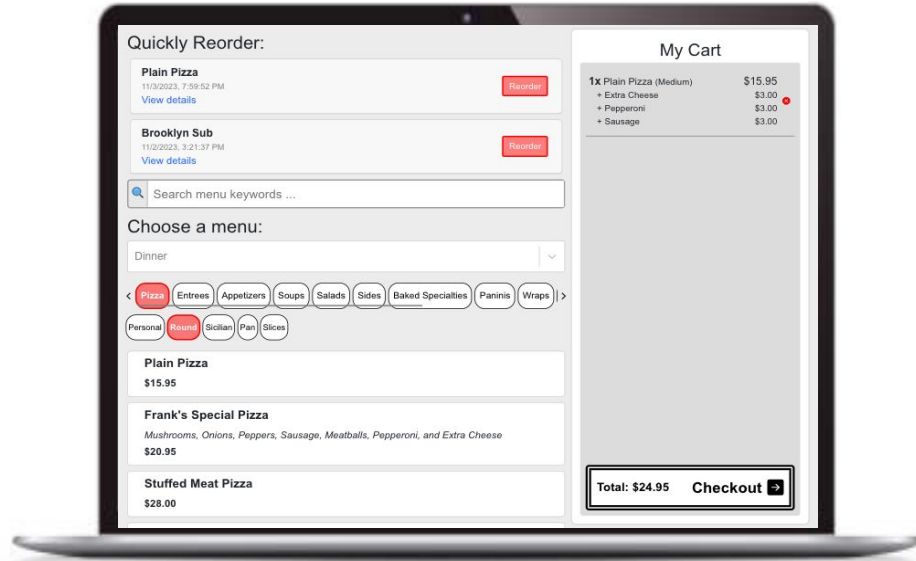 Quickly Reorder:
Plain Pizza
11/3/2023, 7:59:52 PM
View details
Reorder
Brooklyn Sub
11/2/2023, 3:21:37 PM
View details
Reorder
Search menu keywords ...
Choose a menu:
Dinner
Pizza Entrees Appetizers Soups Salads Sides Baked Specialties Paninis Wraps
Personal Round Sicilian Pan Slices
Plain Pizza
$15.95
Frank's Special Pizza
Mushrooms, Onions, Peppers, Sausage, Meatballs, Pepperoni, and Extra Cheese
$20.95
Stuffed Meat Pizza
$28.00
My Cart
1x Plain Pizza (Medium) $15.95
+ Extra Cheese $3.00
+ Pepperoni $3.00
+ Sausage $3.00
Total: $24.95 Checkout